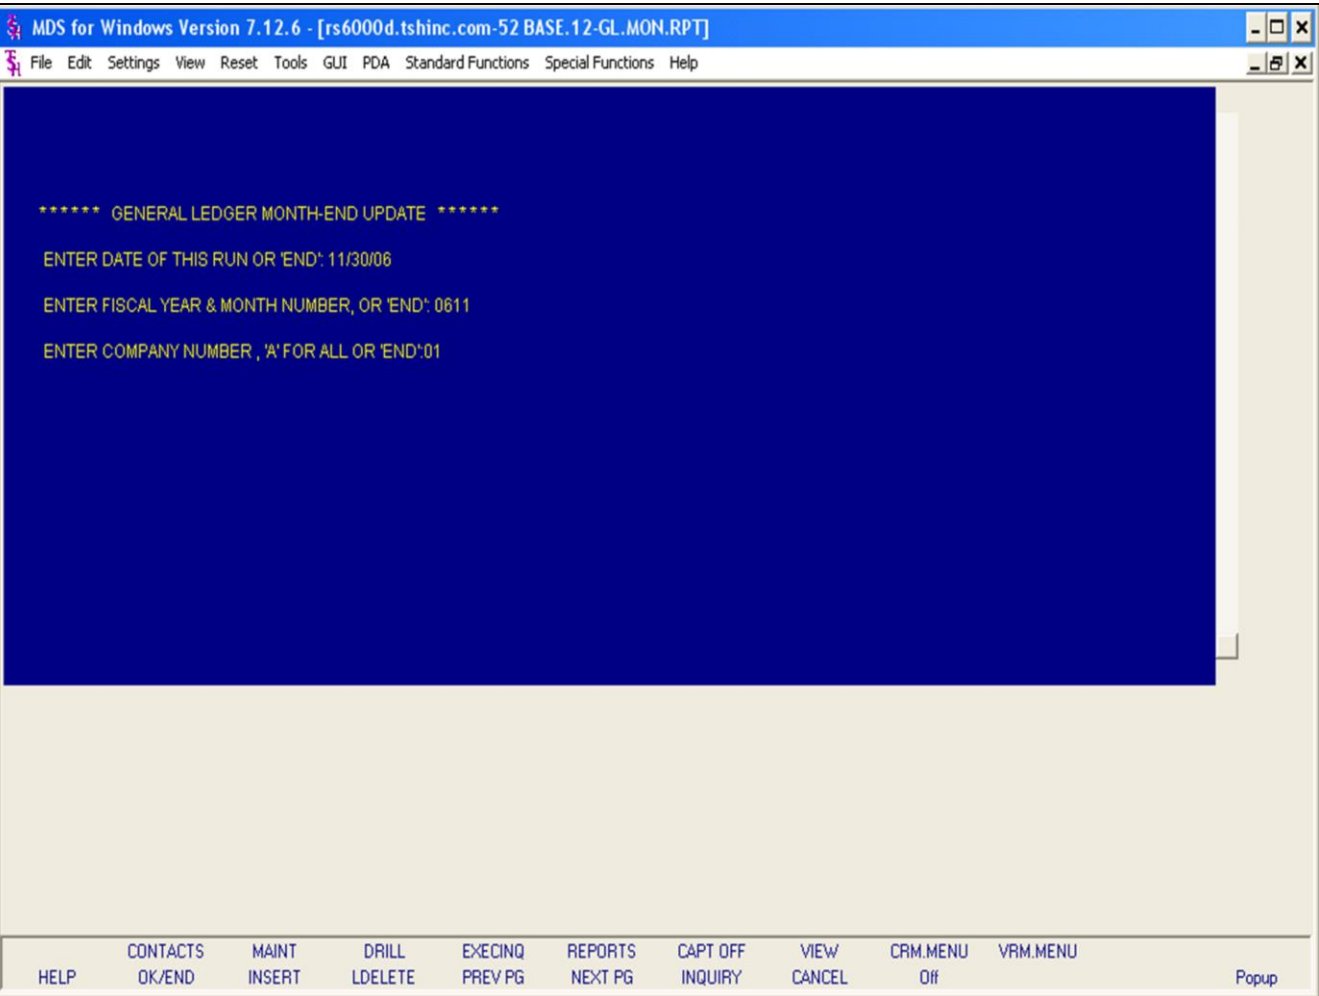 MDS for Windows Version 7.12.6 - [rs6000d.tshinc.com-52 BASE.12-GL.MON.RPT]
File Edit Settings View Reset Tools GUI PDA Standard Functions Special Functions Help
****** GENERAL LEDGER MONTH-END UPDATE ******
ENTER DATE OF THIS RUN OR 'END': 11/30/06
ENTER FISCAL YEAR & MONTH NUMBER, OR 'END': 0611
ENTER COMPANY NUMBER , 'A' FOR ALL OR 'END':01
CONTACTS MAINT DRILL EXECINQ REPORTS CAPT OFF VIEW CRM.MENU VRM.MENU
HELP OK/END INSERT LDELETE PREV PG NEXT PG INQUIRY CANCEL Off Popup